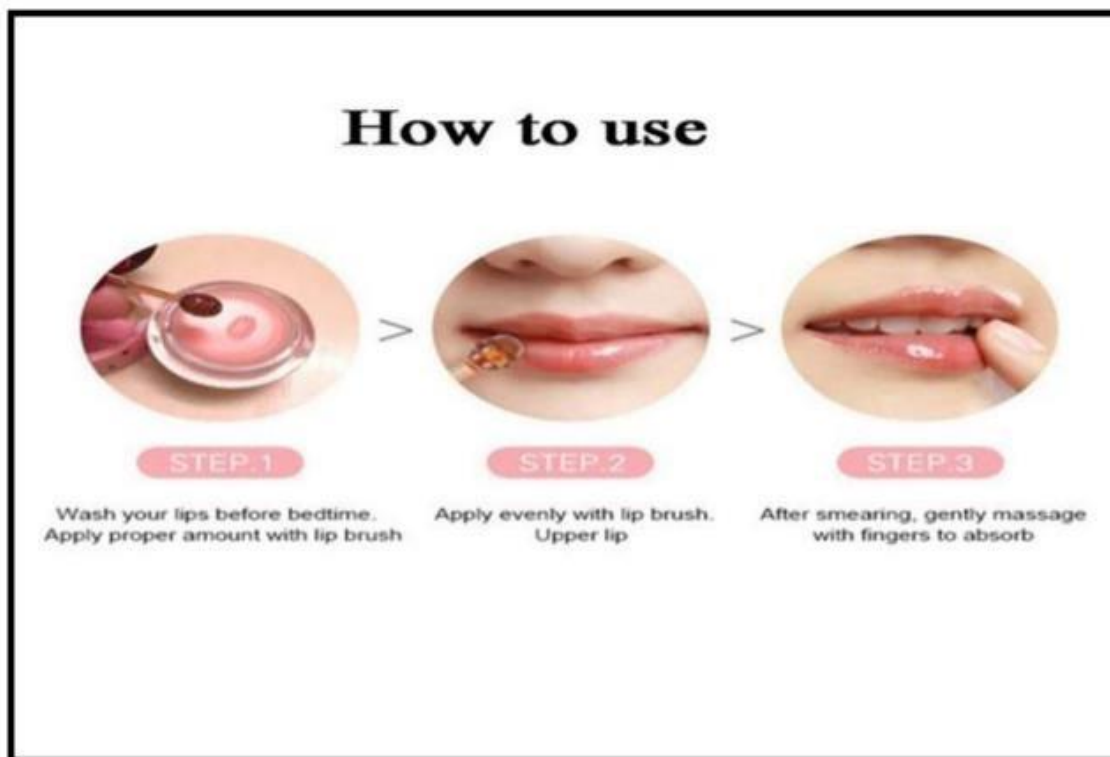 How to use
STEP.1
Wash your lips before bedtime.
Apply proper amount with lip brush
STEP.2
Apply evenly with lip brush.
Upper lip
STEP.3
After smearing, gently massage
with fingers to absorb